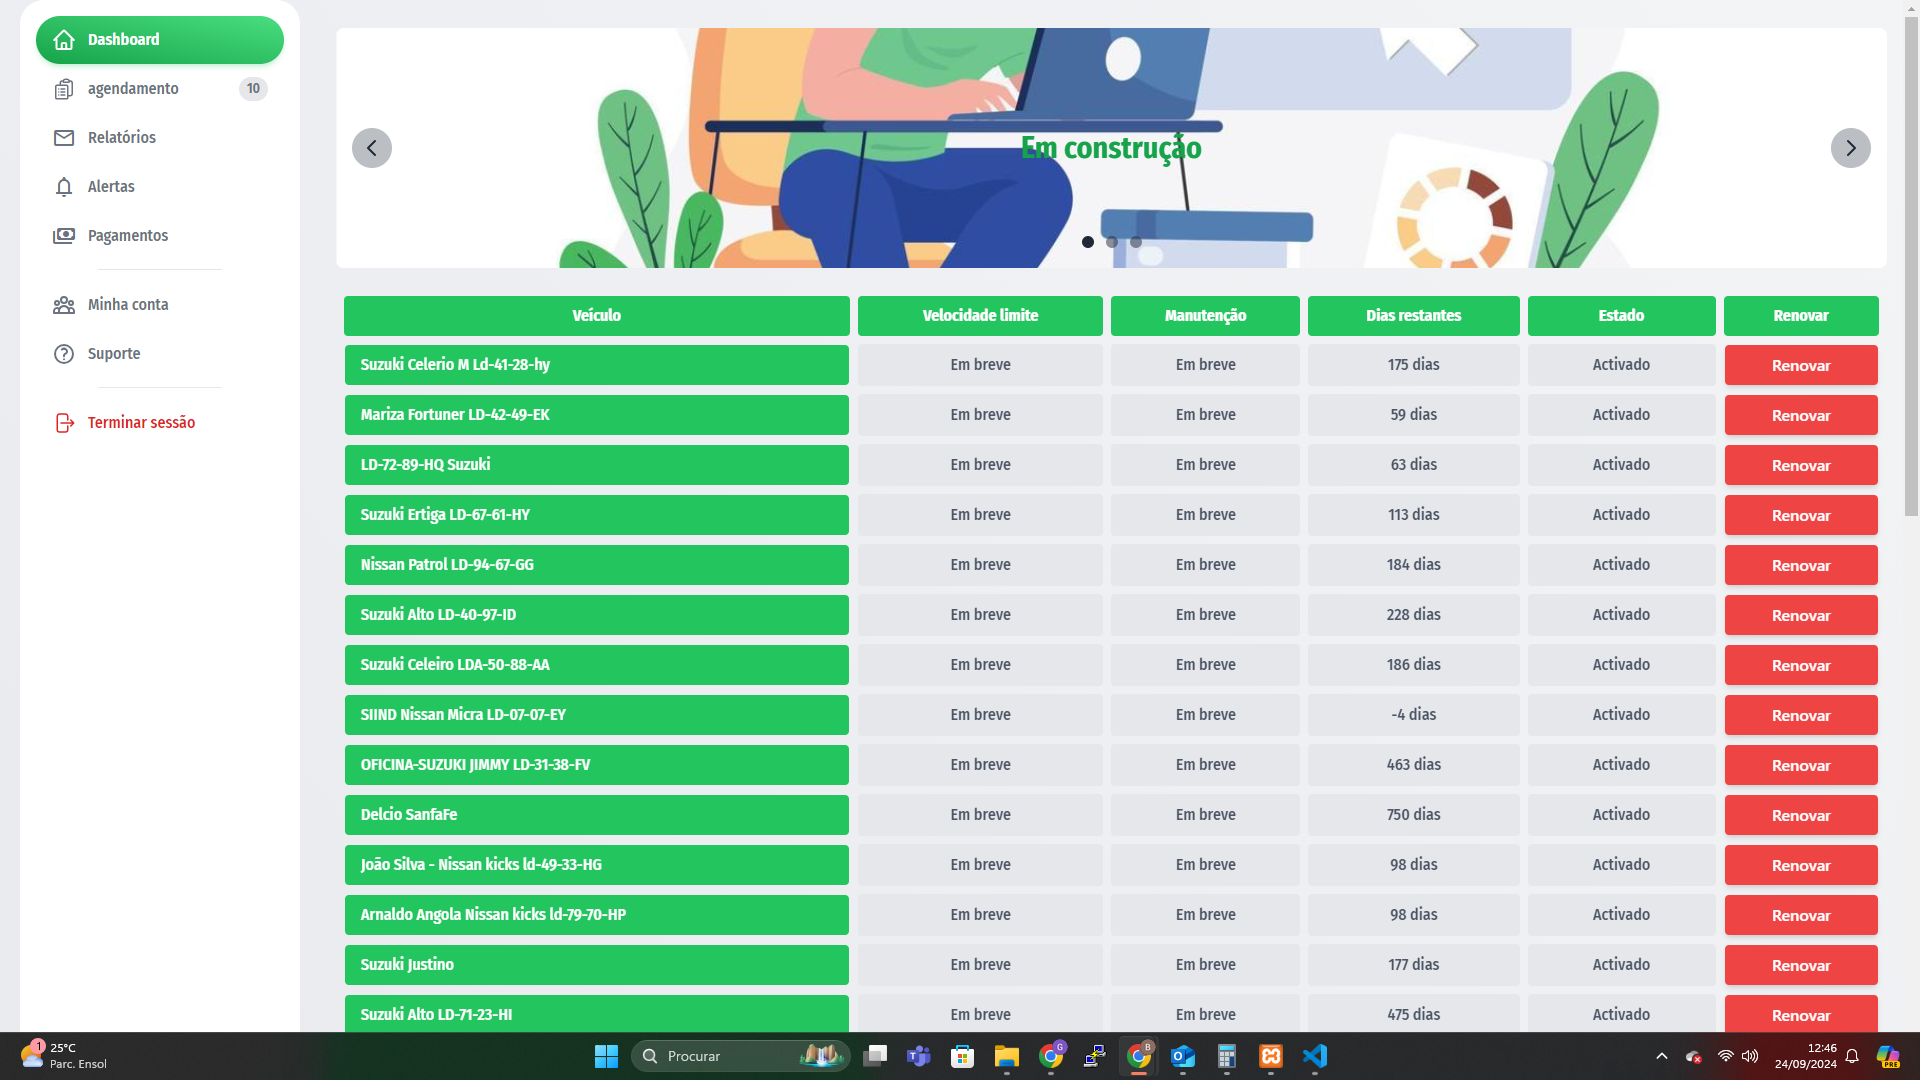 Dashboard
agendamento 10
Relatórios
Alertas
Pagamentos
Minha conta
Suporte
Terminar sessão
Em construção
Veículo Velocidade limite Manutenção Dias restantes Estado Renovar
Suzuki Celerio M Ld-41-28-hy Em breve Em breve 175 dias Activado Renovar
Mariza Fortuner LD-42-49-EK Em breve Em breve 59 dias Activado Renovar
LD-72-89-HQ Suzuki Em breve Em breve 63 dias Activado Renovar
Suzuki Ertiga LD-67-61-HY Em breve Em breve 113 dias Activado Renovar
Nissan Patrol LD-94-67-GG Em breve Em breve 184 dias Activado Renovar
Suzuki Alto LD-40-97-ID Em breve Em breve 228 dias Activado Renovar
Suzuki Celeiro LDA-50-88-AA Em breve Em breve 186 dias Activado Renovar
SIIND Nissan Micra LD-07-07-EY Em breve Em breve -4 dias Activado Renovar
OFICINA-SUZUKI JIMMY LD-31-38-FV Em breve Em breve 463 dias Activado Renovar
Delcio SanfaFe Em breve Em breve 750 dias Activado Renovar
João Silva - Nissan kicks ld-49-33-HG Em breve Em breve 98 dias Activado Renovar
Arnaldo Angola Nissan kicks ld-79-70-HP Em breve Em breve 98 dias Activado Renovar
Suzuki Justino Em breve Em breve 177 dias Activado Renovar
Suzuki Alto LD-71-23-HI Em breve Em breve 475 dias Activado Renovar
1
25°C
Parc. Ensol
Procurar
G
B
12:46
24/09/2024
PRE